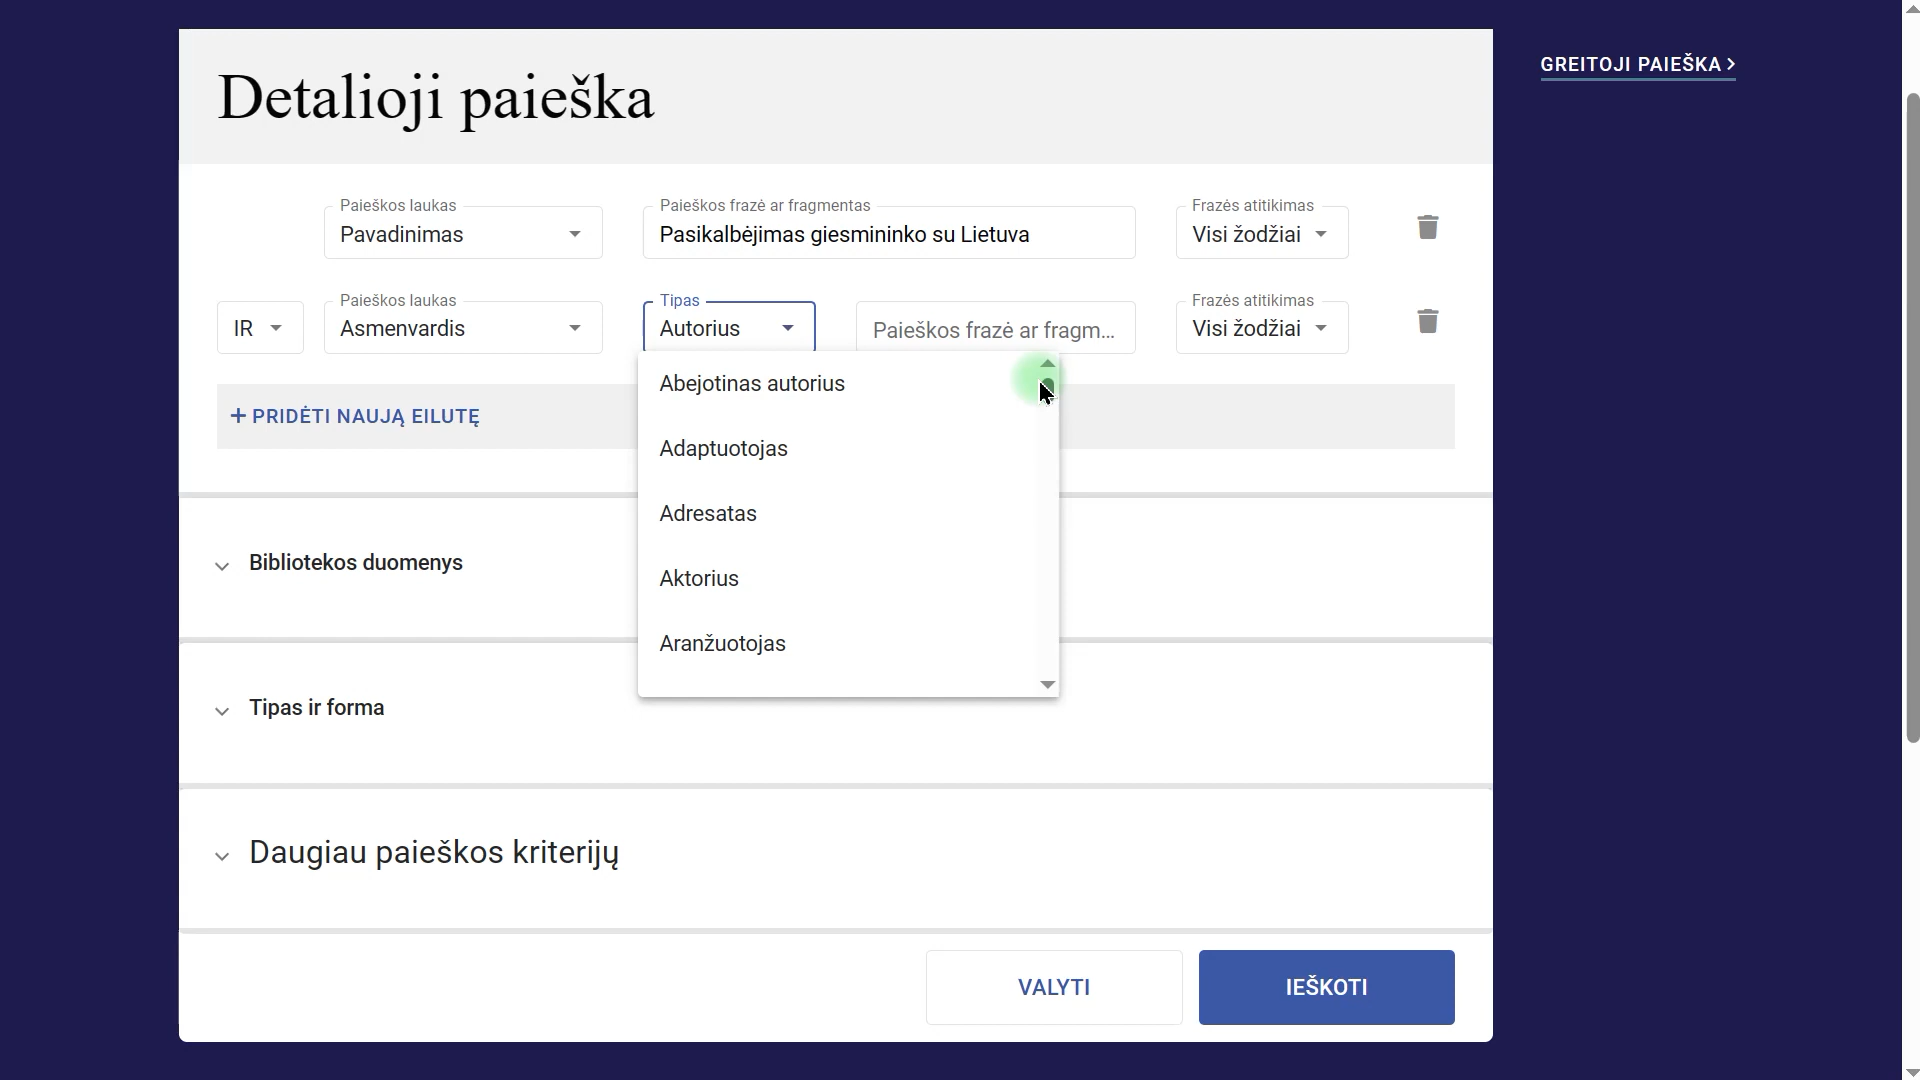 GREITOJI PAIEŠKA
Detalioji paieška
Paieškos laukas
Pavadinimas
Paieškos frazė ar fragmentas
Pasikalbėjimas giesmininko su Lietuva
Frazės atitikimas
Visi žodžiai
IR
Paieškos laukas
Asmenvardis
Tipas
Autorius
Paieškos frazė ar fragm...
Frazės atitikimas
Visi žodžiai
Abejotinas autorius
Adaptuotojas
Adresatas
Aktorius
Aranžuotojas
+ PRIDĖTI NAUJĄ EILUTĘ
Bibliotekos duomenys
Tipas ir forma
Daugiau paieškos kriterijų
VALYTI
IEŠKOTI